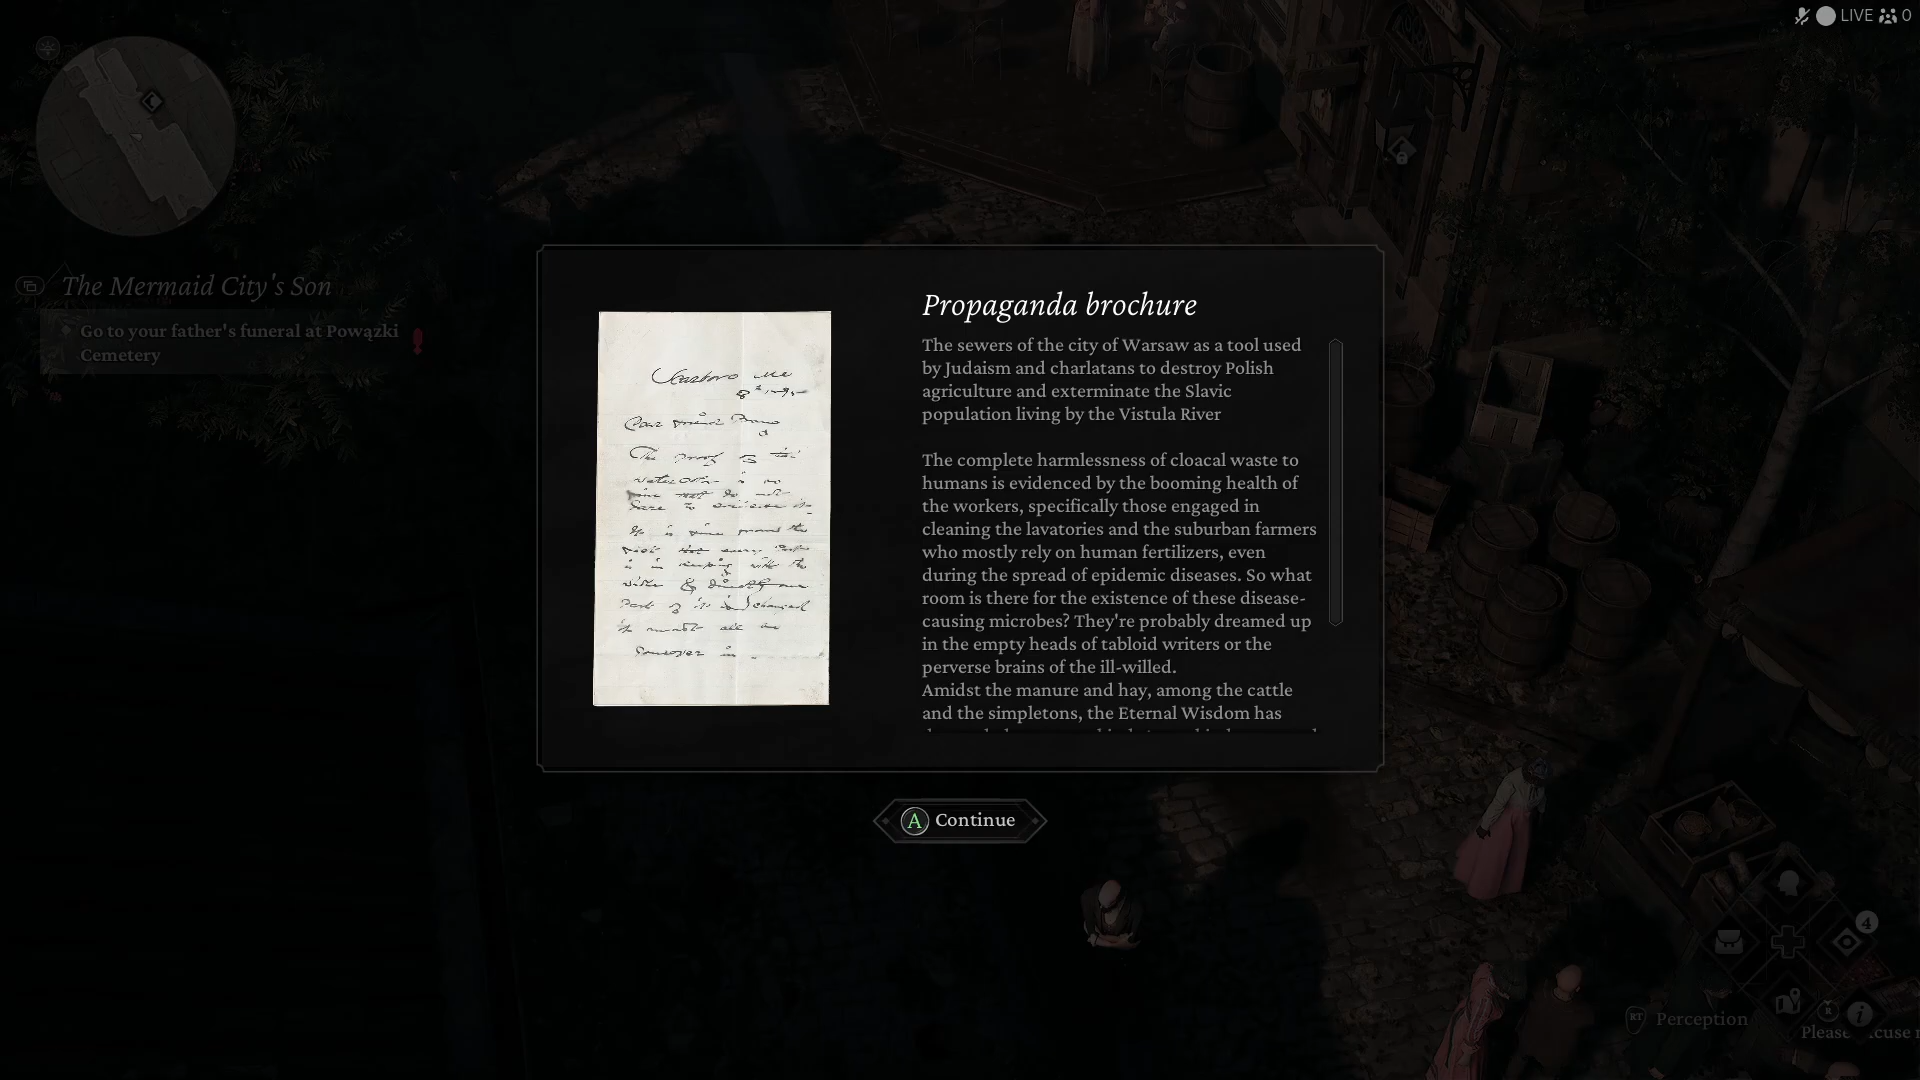 LIVE 0
The Mermaid City's Son
Go to your father's funeral at Powązki
Cemetery
Propaganda brochure
The sewers of the city of Warsaw as a tool used
by Judaism and charlatans to destroy Polish
agriculture and exterminate the Slavic
population living by the Vistula River
The complete harmlessness of cloacal waste to
humans is evidenced by the booming health of
the workers, specifically those engaged in
cleaning the lavatories and the suburban farmers
who mostly rely on human fertilizers, even
during the spread of epidemic diseases. So what
room is there for the existence of these disease-
causing microbes? They're probably dreamed up
in the empty heads of tabloid writers or the
perverse brains of the ill-willed.
Amidst the manure and hay, among the cattle
and the simpletons, the Eternal Wisdom has
A Continue
4
RT Perception
R
Please